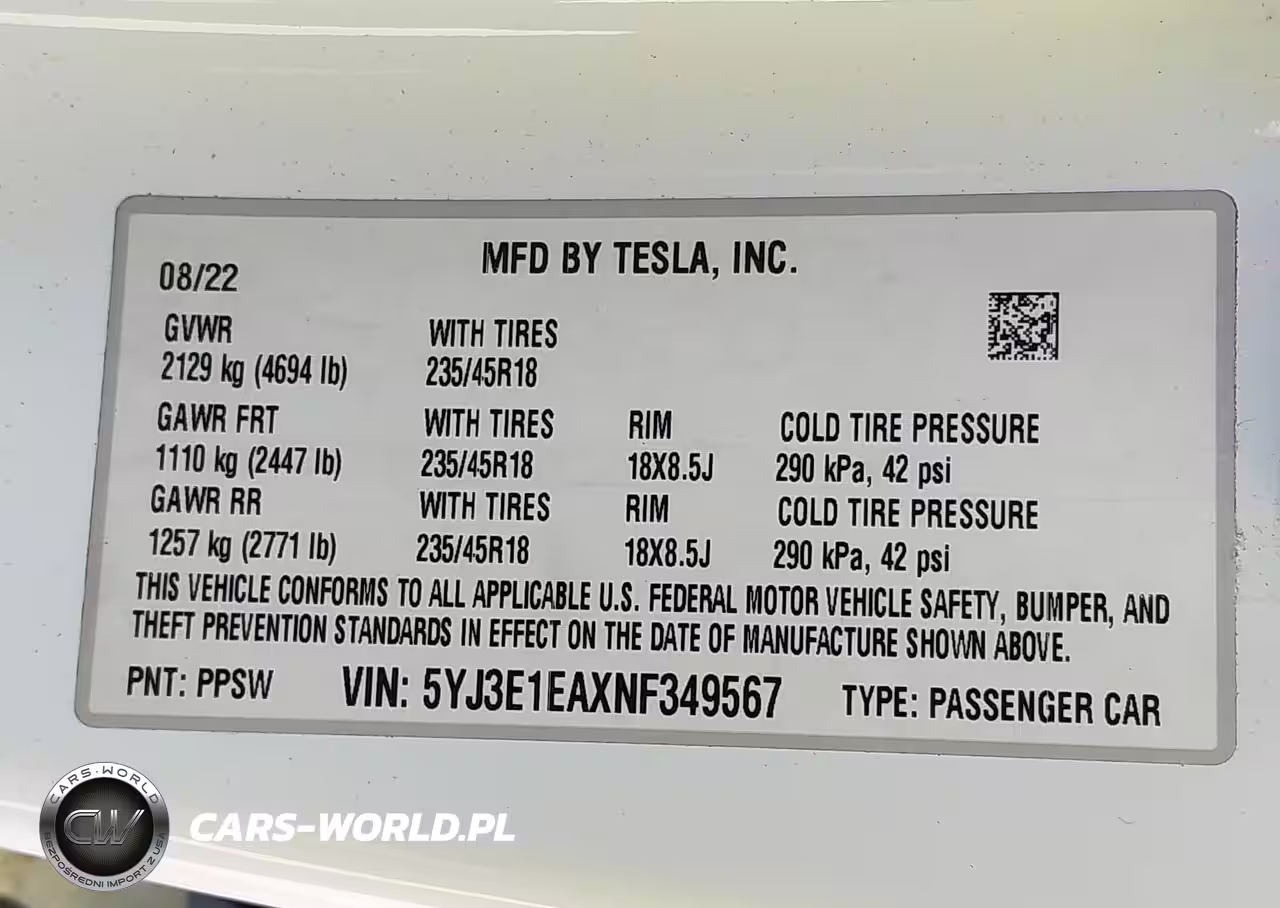 MFD BY TESLA, INC.
08/22
GVWR WITH TIRES
2129 kg (4694 lb) 235/45R18
GAWR FRT WITH TIRES RIM COLD TIRE PRESSURE
1110 kg (2447 lb) 235/45R18 18X8.5J 290 kPa, 42 psi
GAWR RR WITH TIRES RIM COLD TIRE PRESSURE
1257 kg (2771 lb) 235/45R18 18X8.5J 290 kPa, 42 psi
THIS VEHICLE CONFORMS TO ALL APPLICABLE U.S. FEDERAL MOTOR VEHICLE SAFETY, BUMPER, AND
THEFT PREVENTION STANDARDS IN EFFECT ON THE DATE OF MANUFACTURE SHOWN ABOVE.
PNT: PPSW VIN: 5YJ3E1EAXNF349567 TYPE: PASSENGER CAR
CARS-WORLD
CW
BEZPOŚREDNI IMPORT Z USA
CARS-WORLD.PL